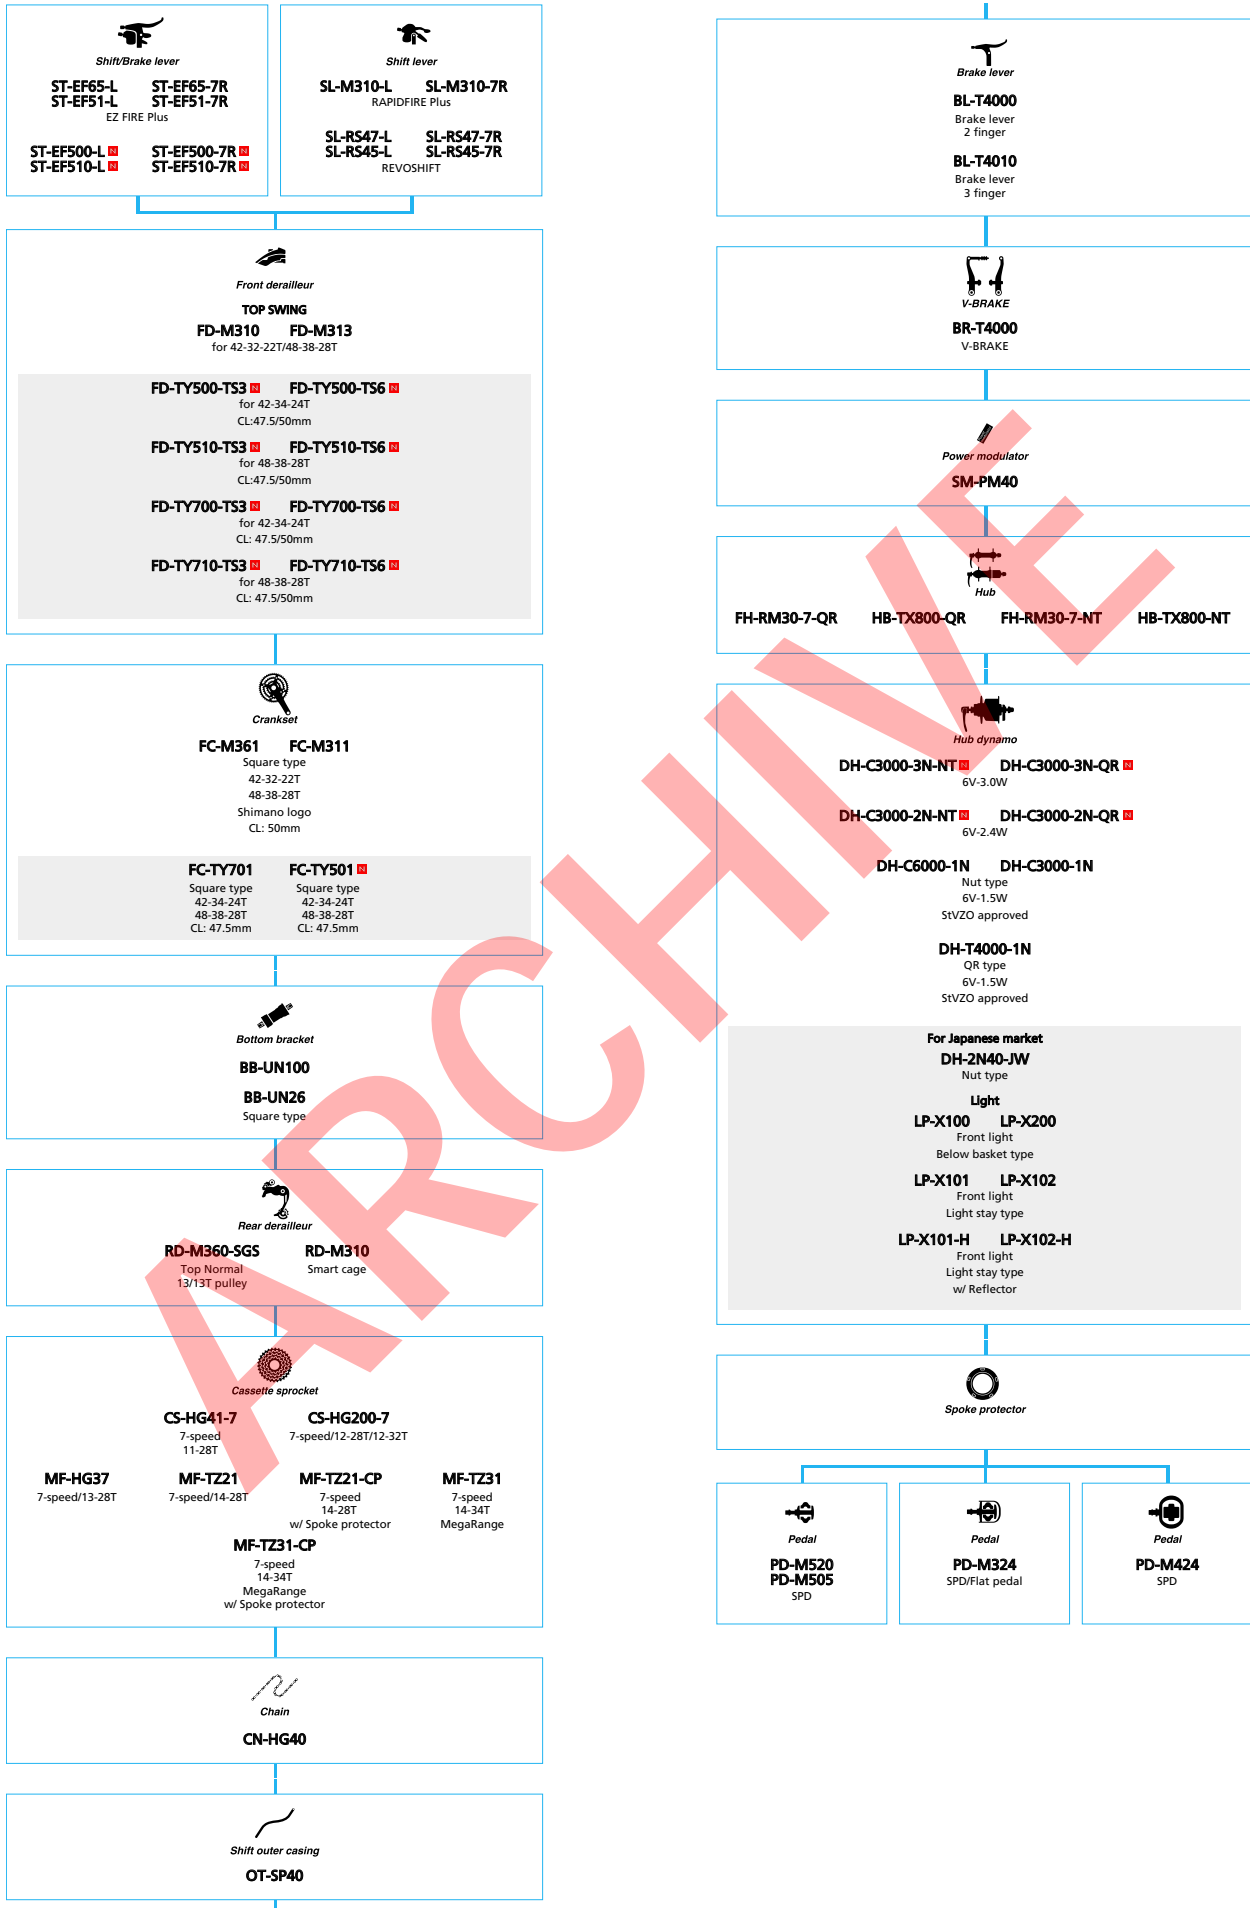 Shift/Brake lever
ST-EF65-L ST-EF65-7R
ST-EF51-L ST-EF51-7R
EZ FIRE Plus
ST-EF500-L N ST-EF500-7R N
ST-EF510-L N ST-EF510-7R N
Shift lever
SL-M310-L SL-M310-7R
RAPIDFIRE Plus
SL-RS47-L SL-RS47-7R
SL-RS45-L SL-RS45-7R
REVOSHIFT
Front derailleur
TOP SWING
FD-M310 FD-M313
for 42-32-22T/48-38-28T
FD-TY500-TS3 N FD-TY500-TS6 N
for 42-34-24T
CL:47.5/50mm
FD-TY510-TS3 N FD-TY510-TS6 N
for 48-38-28T
CL:47.5/50mm
FD-TY700-TS3 N FD-TY700-TS6 N
for 42-34-24T
CL: 47.5/50mm
FD-TY710-TS3 N FD-TY710-TS6 N
for 48-38-28T
CL: 47.5/50mm
Crankset
FC-M361 FC-M311
Square type
42-32-22T
48-38-28T
Shimano logo
CL: 50mm
FC-TY701 FC-TY501 N
Square type Square type
42-34-24T 42-34-24T
48-38-28T 48-38-28T
CL: 47.5mm CL: 47.5mm
Bottom bracket
BB-UN100
BB-UN26
Square type
Rear derailleur
RD-M360-SGS RD-M310
Top Normal Smart cage
13/13T pulley
Cassette sprocket
CS-HG41-7 CS-HG200-7
7-speed 7-speed/12-28T/12-32T
11-28T
MF-HG37 MF-TZ21 MF-TZ21-CP MF-TZ31
7-speed/13-28T 7-speed/14-28T 7-speed 7-speed
14-28T 14-34T
w/ Spoke protector MegaRange
MF-TZ31-CP
7-speed
14-34T
MegaRange
w/ Spoke protector
Chain
CN-HG40
Shift outer casing
OT-SP40
Brake lever
BL-T4000
Brake lever
2 finger
BL-T4010
Brake lever
3 finger
V-BRAKE
BR-T4000
V-BRAKE
Power modulator
SM-PM40
Hub
FH-RM30-7-QR HB-TX800-QR FH-RM30-7-NT HB-TX800-NT
Hub dynamo
DH-C3000-3N-NT N DH-C3000-3N-QR N
6V-3.0W
DH-C3000-2N-NT N DH-C3000-2N-QR N
6V-2.4W
DH-C6000-1N DH-C3000-1N
Nut type
6V-1.5W
StVZO approved
DH-T4000-1N
QR type
6V-1.5W
StVZO approved
For Japanese market
DH-2N40-JW
Nut type
Light
LP-X100 LP-X200
Front light
Below basket type
LP-X101 LP-X102
Front light
Light stay type
LP-X101-H LP-X102-H
Front light
Light stay type
w/ Reflector
Spoke protector
Pedal
PD-M520
PD-M505
SPD
Pedal
PD-M324
SPD/Flat pedal
Pedal
PD-M424
SPD
ARCHIVE